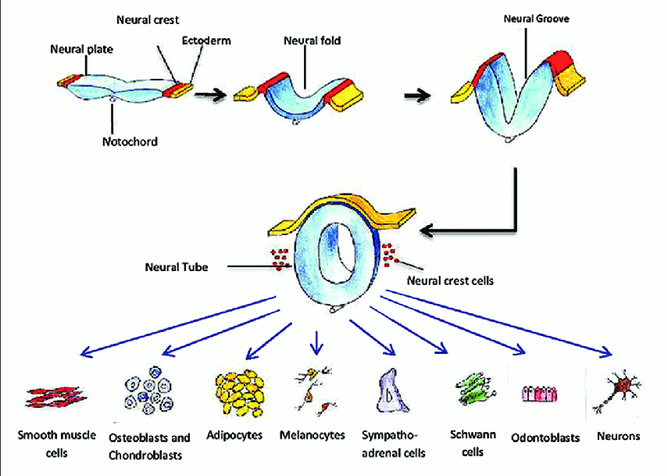 Neural crest
Neural plate
Ectoderm
Neural fold
Neural Groove
Notochord
Neural Tube
Neural crest cells
Smooth muscle
cells
Osteoblasts and
Chondroblasts
Adipocytes
Melanocytes
Sympatho-
adrenal cells
Schwann
cells
Odontoblasts
Neurons